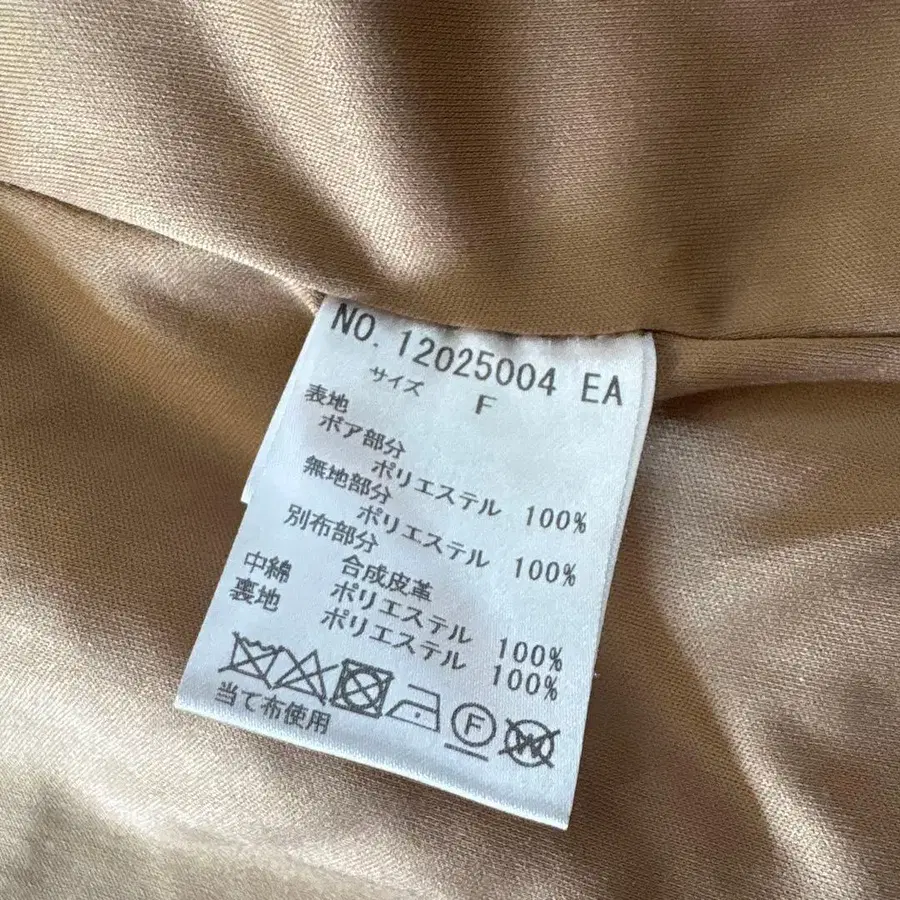 NO. 12025004 EA
サイズ F
表地
ボア部分
ポリエステル 100%
無地部分
ポリエステル 100%
別布部分
合成皮革
中綿 ポリエステル 100%
裏地 ポリエステル 100%
F W
当て布使用